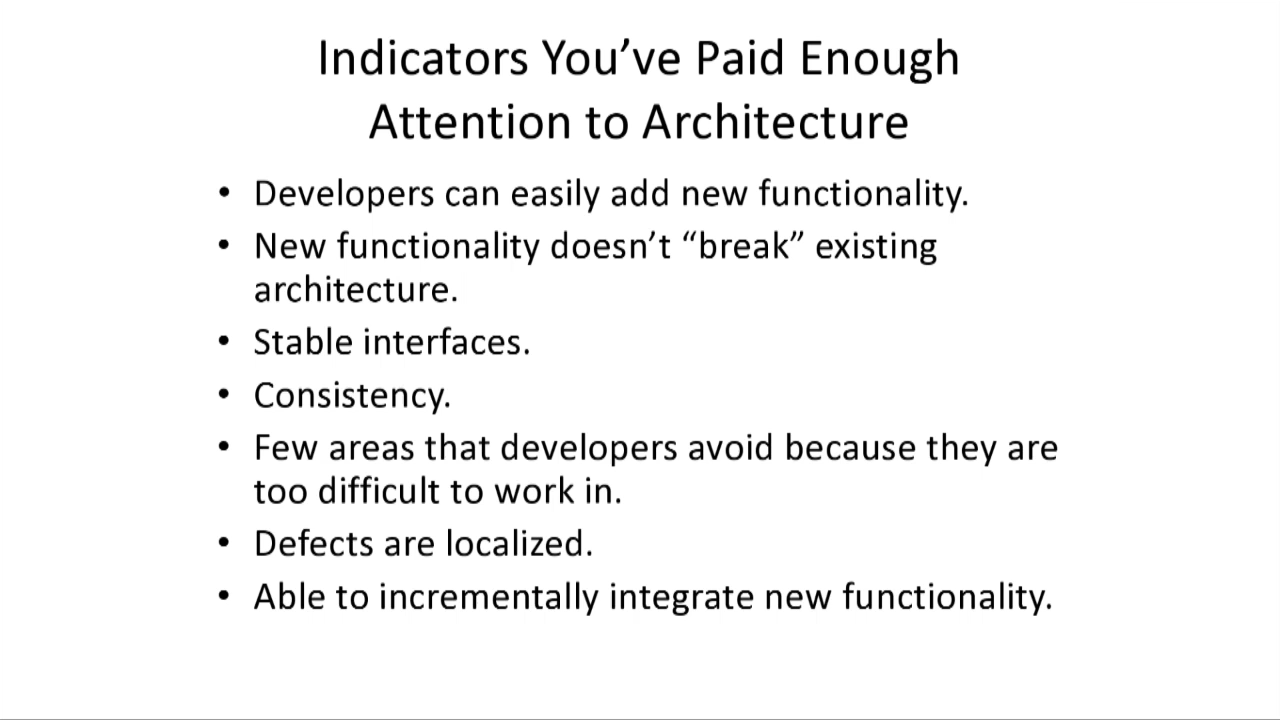 Indicators You’ve Paid Enough
Attention to Architecture
• Developers can easily add new functionality.
• New functionality doesn’t “break” existing
architecture.
• Stable interfaces.
• Consistency.
• Few areas that developers avoid because they are
too difficult to work in.
• Defects are localized.
• Able to incrementally integrate new functionality.